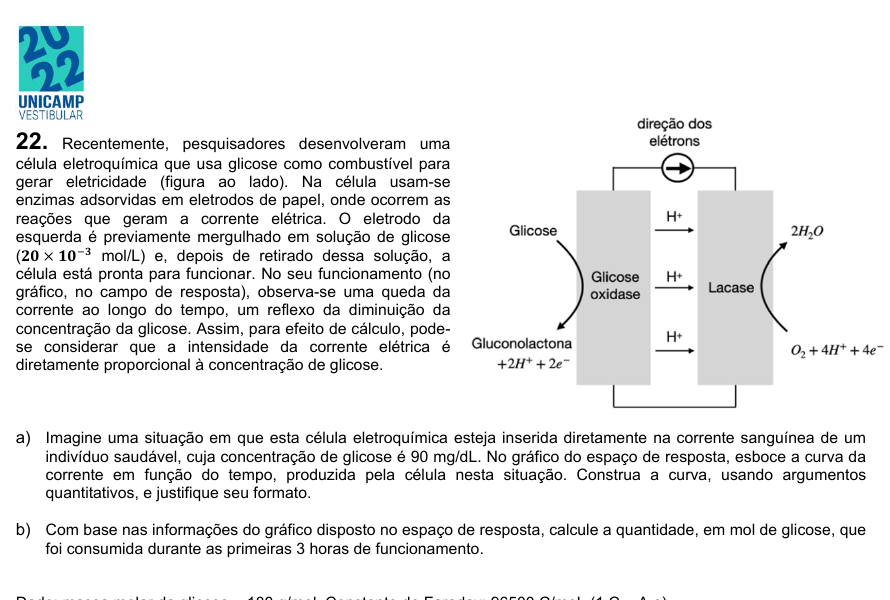 20
22
UNICAMP
VESTIBULAR
22. Recentemente, pesquisadores desenvolveram uma
célula eletroquímica que usa glicose como combustível para
gerar eletricidade (figura ao lado). Na célula usam-se
enzimas adsorvidas em eletrodos de papel, onde ocorrem as
reações que geram a corrente elétrica. O eletrodo da
esquerda é previamente mergulhado em solução de glicose
(20 × 10⁻³ mol/L) e, depois de retirado dessa solução, a
célula está pronta para funcionar. No seu funcionamento (no
gráfico, no campo de resposta), observa-se uma queda da
corrente ao longo do tempo, um reflexo da diminuição da
concentração da glicose. Assim, para efeito de cálculo, pode-
se considerar que a intensidade da corrente elétrica é
diretamente proporcional à concentração de glicose.
direção dos
elétrons
Glicose
H⁺
2H₂O
Glicose
oxidase
H⁺
Lacase
Gluconolactona
+2H⁺ + 2e⁻
H⁺
O₂ + 4H⁺ + 4e⁻
a) Imagine uma situação em que esta célula eletroquímica esteja inserida diretamente na corrente sanguínea de um
indivíduo saudável, cuja concentração de glicose é 90 mg/dL. No gráfico do espaço de resposta, esboce a curva da
corrente em função do tempo, produzida pela célula nesta situação. Construa a curva, usando argumentos
quantitativos, e justifique seu formato.
b) Com base nas informações do gráfico disposto no espaço de resposta, calcule a quantidade, em mol de glicose, que
foi consumida durante as primeiras 3 horas de funcionamento.